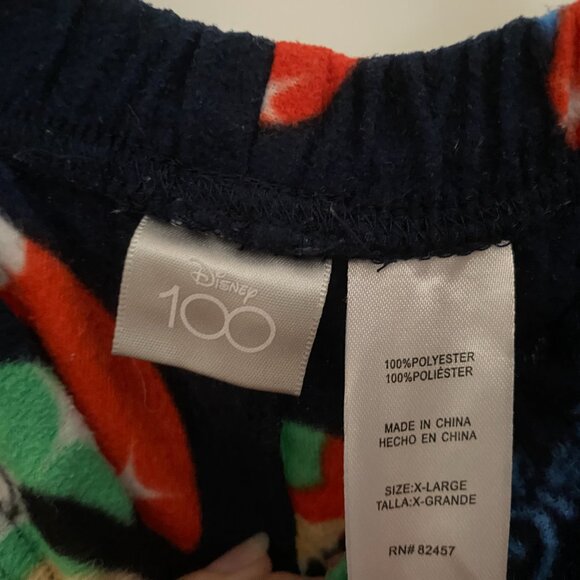 Disney
100
100%POLYESTER
100%POLIÉSTER
MADE IN CHINA
HECHO EN CHINA
SIZE:X-LARGE
TALLA:X-GRANDE
RN# 82457